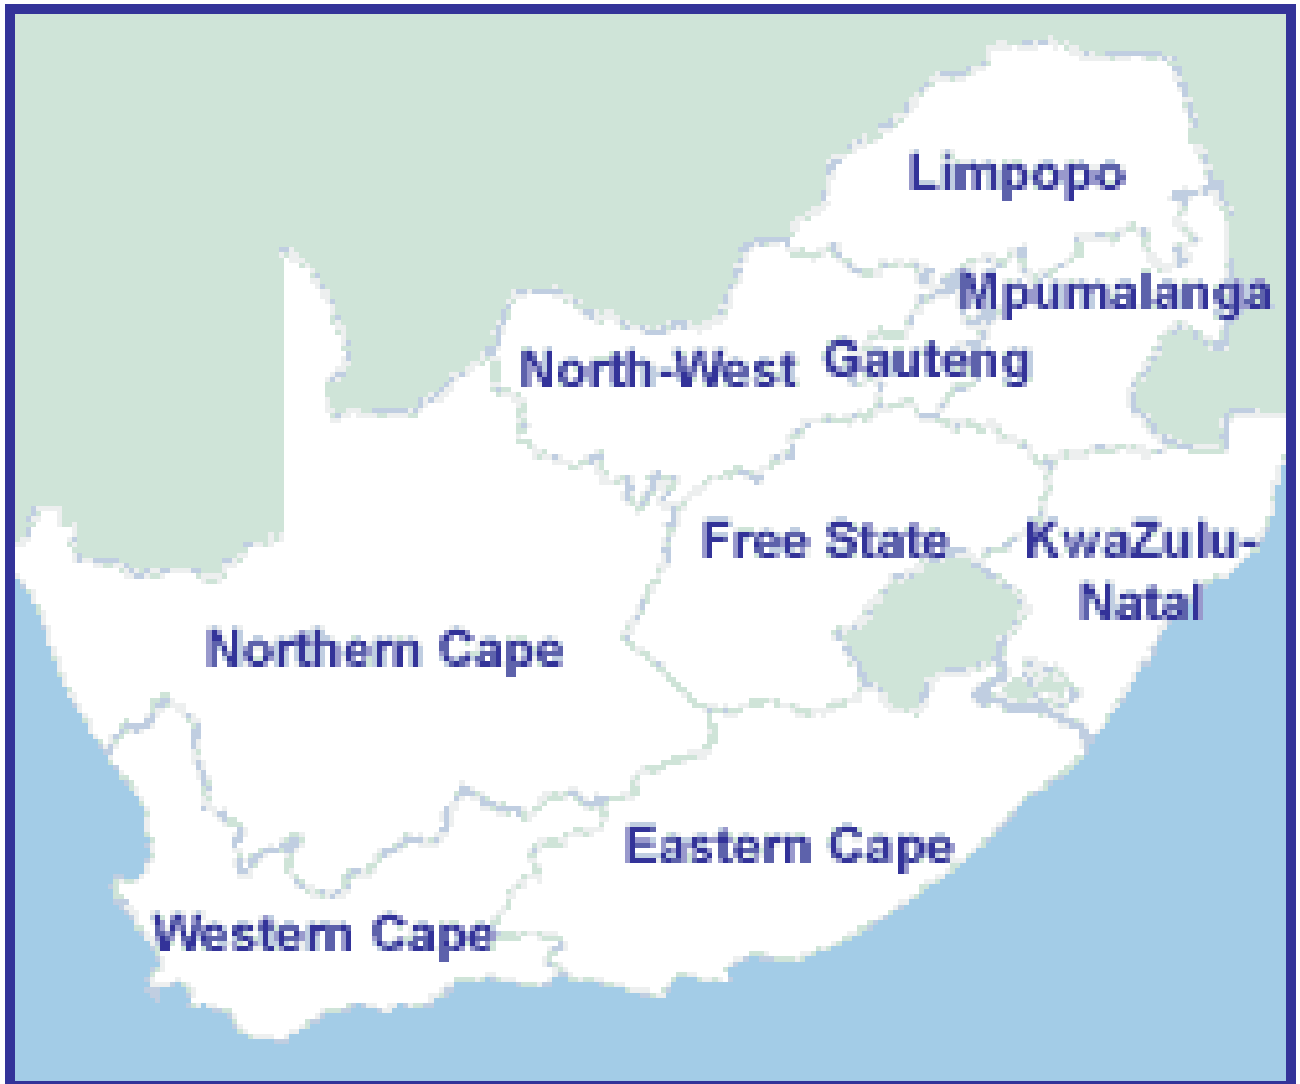 Limpopo
Mpumalanga
North-West
Gauteng
Free State
KwaZulu-
Natal
Northern Cape
Eastern Cape
Western Cape